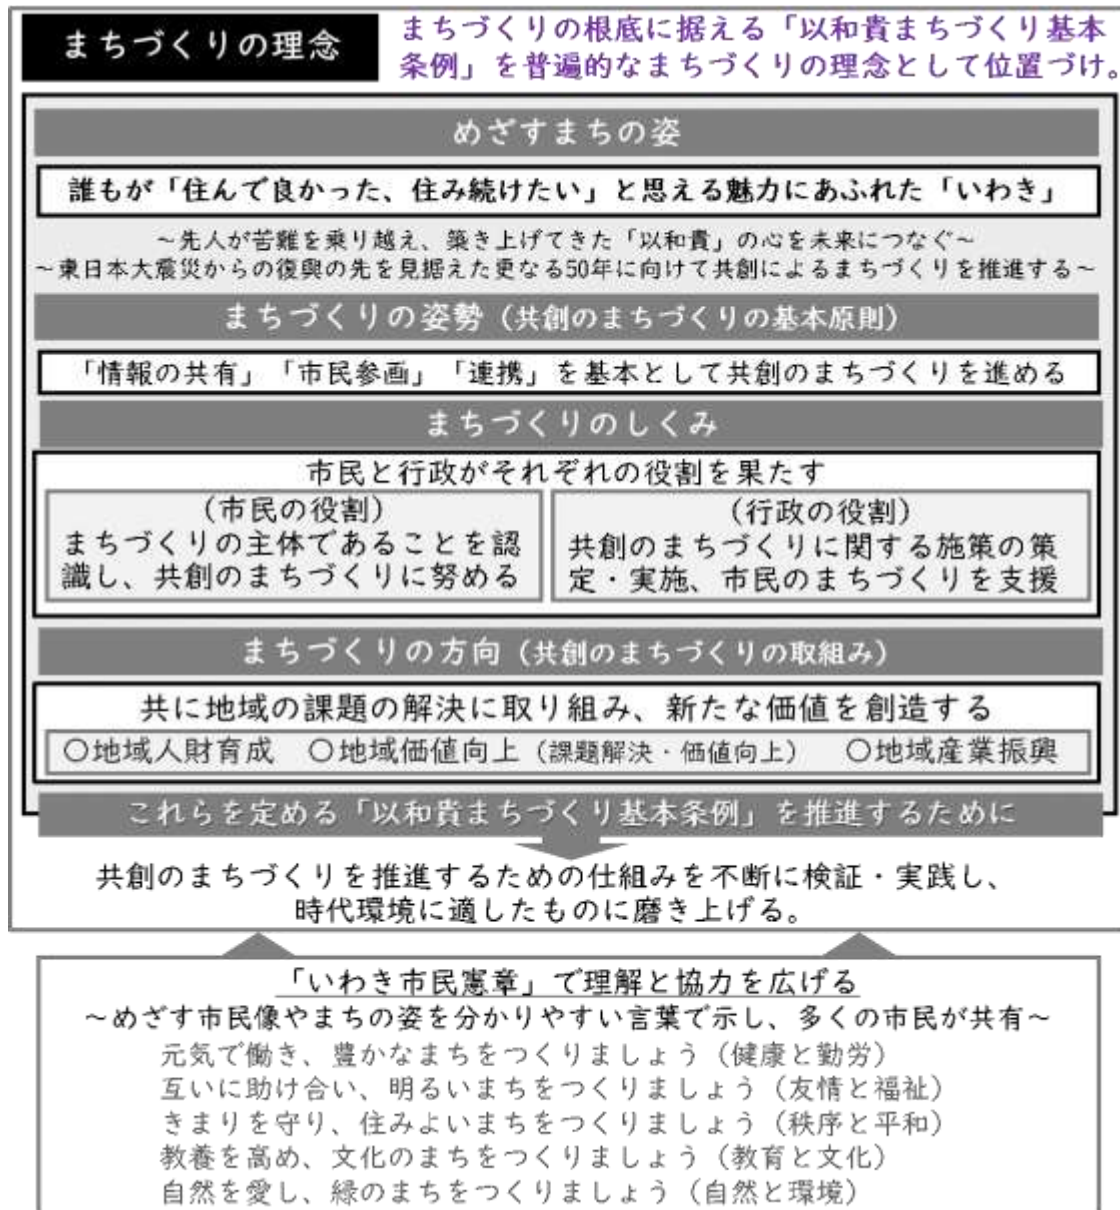 まちづくりの理念
まちづくりの根底に据える「以和貴まちづくり基本
条例」を普遍的なまちづくりの理念として位置づけ。
めざすまちの姿
誰もが「住んで良かった、住み続けたい」と思える魅力にあふれた「いわき」
~先人が苦難を乗り越え、築き上げてきた「以和貴」の心を未来につなぐ~
~東日本大震災からの復興の先を見据えた更なる50年に向けて共創によるまちづくりを推進する~
まちづくりの姿勢(共創のまちづくりの基本原則)
「情報の共有」「市民参画」「連携」を基本として共創のまちづくりを進める
まちづくりのしくみ
市民と行政がそれぞれの役割を果たす
(市民の役割)
まちづくりの主体であることを認
識し、共創のまちづくりに努める
(行政の役割)
共創のまちづくりに関する施策の策
定・実施、市民のまちづくりを支援
まちづくりの方向(共創のまちづくりの取組み)
共に地域の課題の解決に取り組み、新たな価値を創造する
○地域人財育成 ○地域価値向上(課題解決・価値向上) ○地域産業振興
これらを定める「以和貴まちづくり基本条例」を推進するために
共創のまちづくりを推進するための仕組みを不断に検証・実践し、
時代環境に適したものに磨き上げる。
「いわき市民憲章」で理解と協力を広げる
~めざす市民像やまちの姿を分かりやすい言葉で示し、多くの市民が共有~
元気で働き、豊かなまちをつくりましょう(健康と勤労)
互いに助け合い、明るいまちをつくりましょう(友情と福祉)
きまりを守り、住みよいまちをつくりましょう(秩序と平和)
教養を高め、文化のまちをつくりましょう(教育と文化)
自然を愛し、緑のまちをつくりましょう(自然と環境)